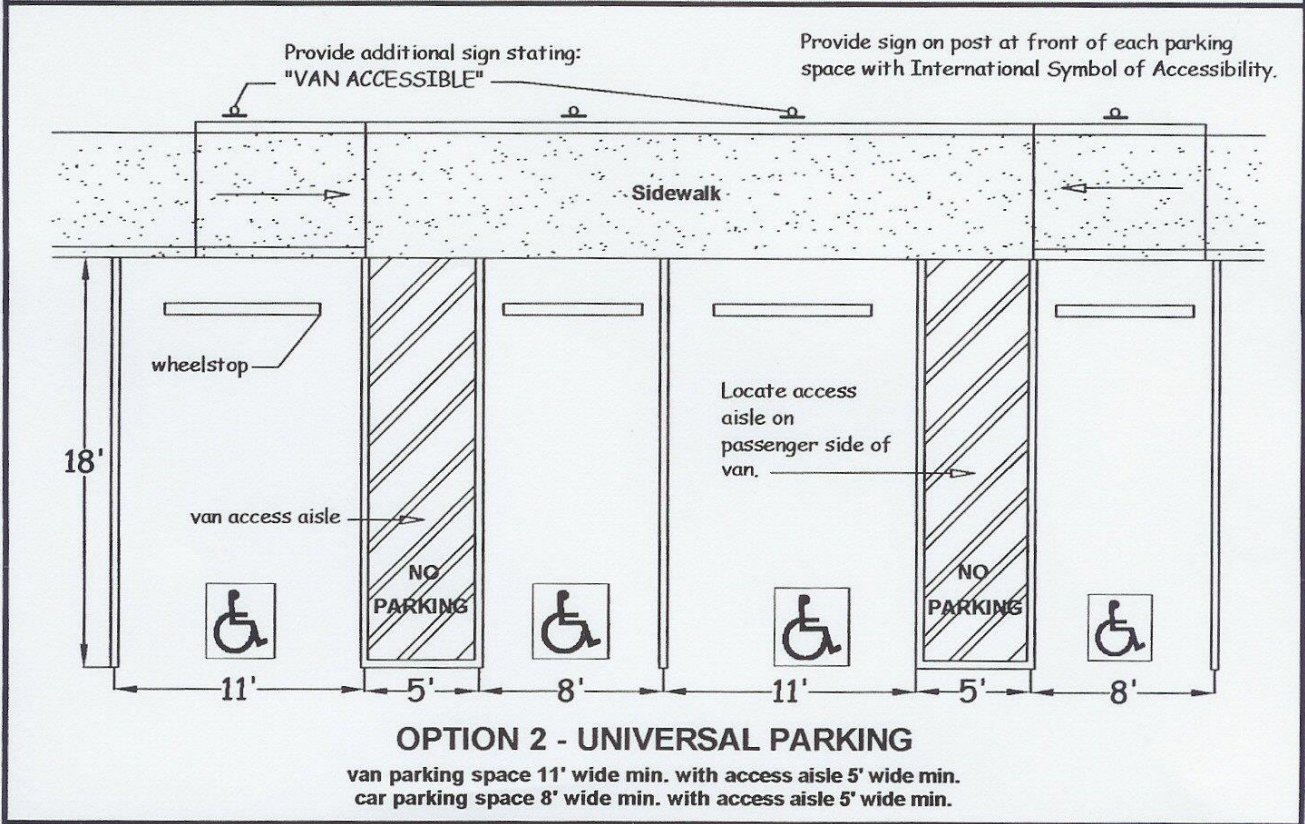 Provide additional sign stating:
"VAN ACCESSIBLE"
Provide sign on post at front of each parking
space with International Symbol of Accessibility.
Sidewalk
wheelstop
Locate access
aisle on
passenger side of
van.
18'
van access aisle
NO
PARKING
NO
PARKING
11'
5'
8'
11'
5'
8'
OPTION 2 - UNIVERSAL PARKING
van parking space 11' wide min. with access aisle 5' wide min.
car parking space 8' wide min. with access aisle 5' wide min.